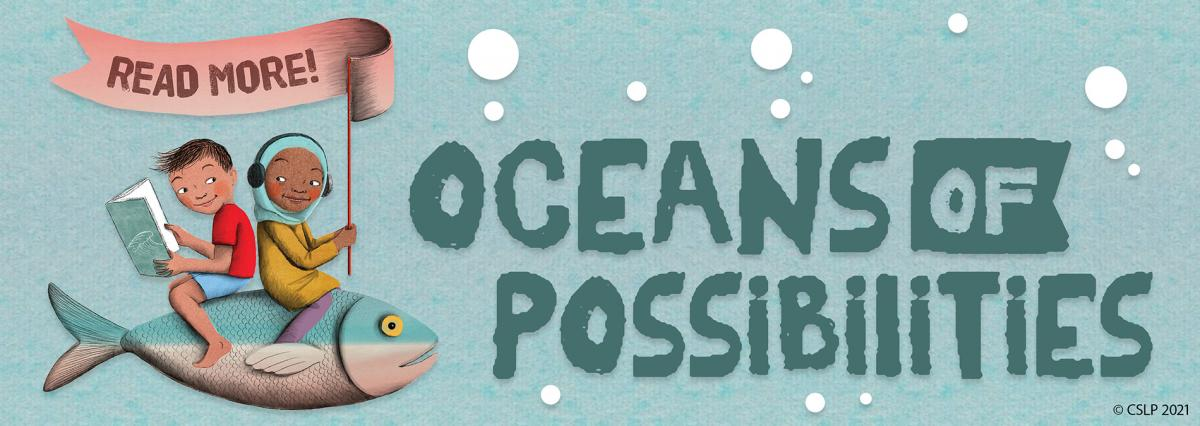 READ MORE!
OCEANS OF
POSSIBILITIES
© CSLP 2021